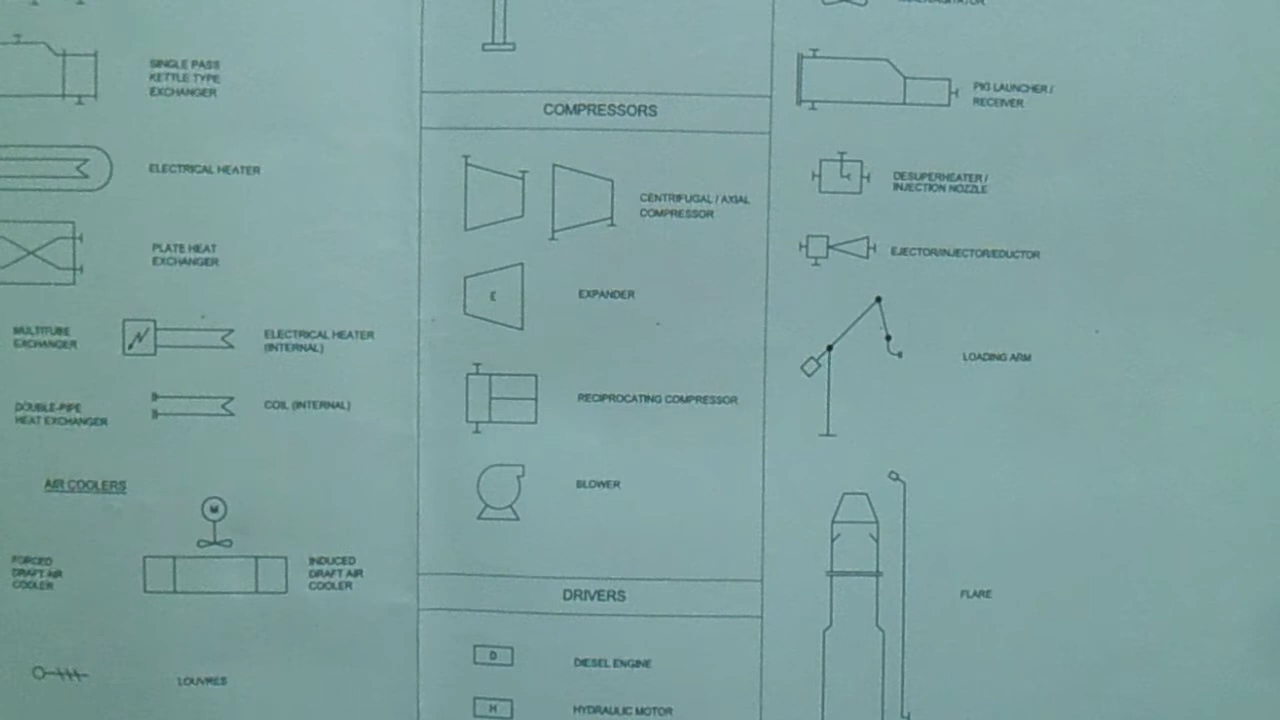 SINGLE PASS
KETTLE TYPE
EXCHANGER
ELECTRICAL HEATER
PLATE HEAT
EXCHANGER
MULTITUBE
EXCHANGER
ELECTRICAL HEATER
(INTERNAL)
DOUBLE-PIPE
HEAT EXCHANGER
COIL (INTERNAL)
AIR COOLERS
M
FORCED
DRAFT AIR
COOLER
INDUCED
DRAFT AIR
COOLER
LOUVRES
COMPRESSORS
CENTRIFUGAL / AXIAL
COMPRESSOR
E
EXPANDER
RECIPROCATING COMPRESSOR
BLOWER
DRIVERS
D
DIESEL ENGINE
H
HYDRAULIC MOTOR
PIG LAUNCHER /
RECEIVER
DESUPERHEATER /
INJECTION NOZZLE
EJECTOR/INJECTOR/EDUCTOR
LOADING ARM
FLARE